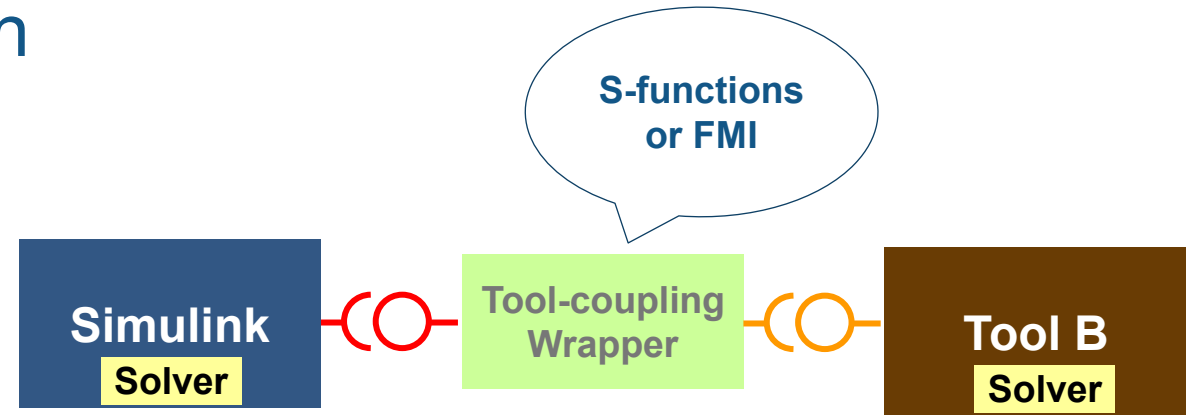 n
S-functions
or FMI
Simulink
Solver
Tool-coupling
Wrapper
Tool B
Solver